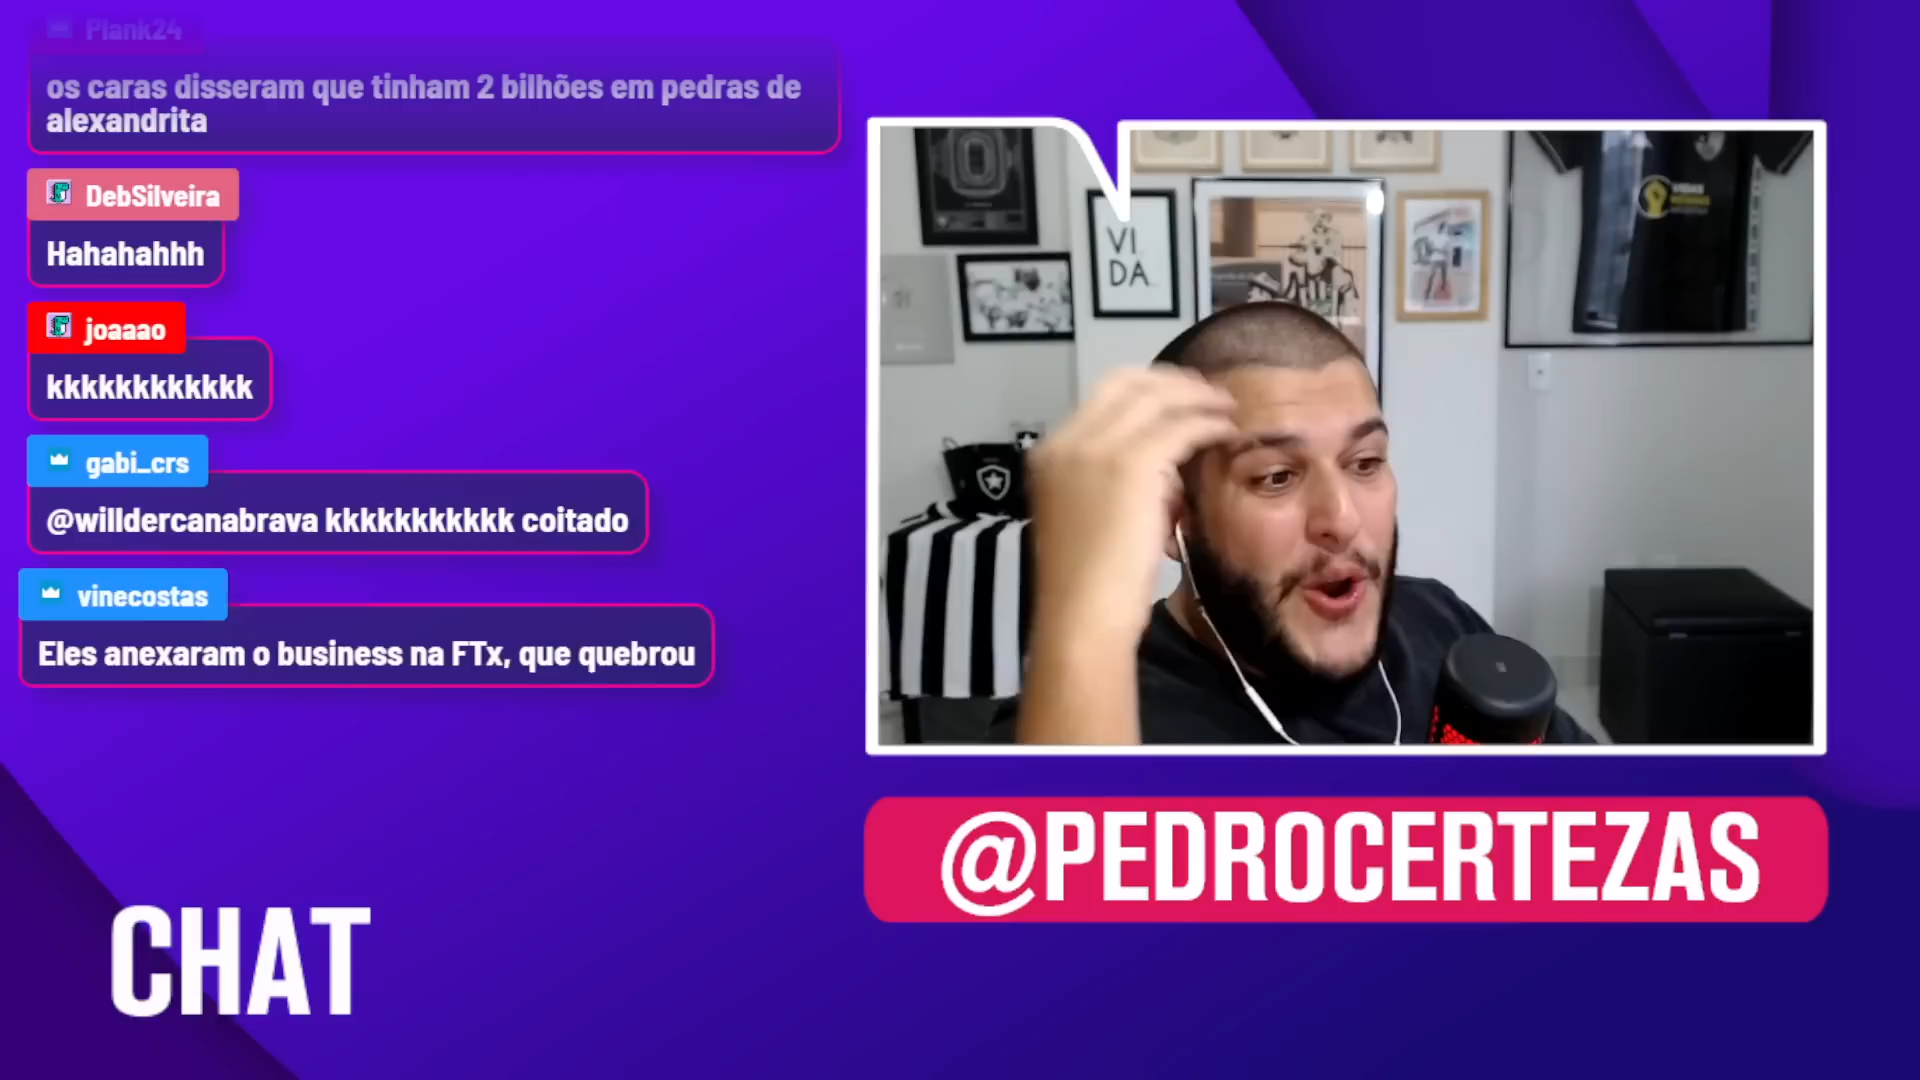 Plank24
os caras disseram que tinham 2 bilhões em pedras de
alexandrita
DebSilveira
Hahahahhh
joaaao
kkkkkkkkkkkk
gabi_crs
@willdercanabrava kkkkkkkkkkk coitado
vinecostas
Eles anexaram o business na FTx, que quebrou
CHAT
VI
DA
@PEDROCERTEZAS